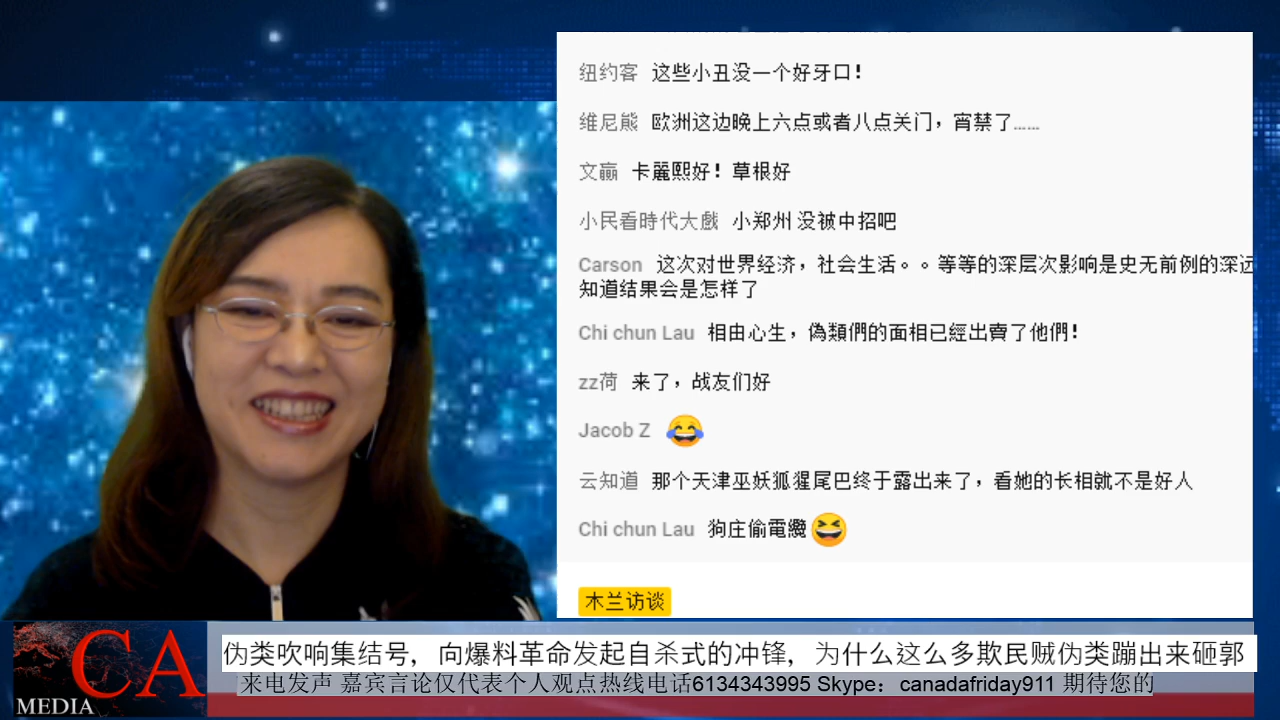 纽约客 这些小丑没一个好牙口！
维尼熊 欧洲这边晚上六点或者八点关门，宵禁了……
文赢 卡麗熙好！草根好
小民看時代大戲 小郑州 没被中招吧
Carson 这次对世界经济，社会生活。。等等的深层次影响是史无前例的深远
知道结果会是怎样了
Chi chun Lau 相由心生，偽類們的面相已經出賣了他們！
zz荷 来了，战友们好
Jacob Z 😂
云知道 那个天津巫妖狐猩尾巴终于露出来了，看她的长相就不是好人
Chi chun Lau 狗庄偷電纜😆
木兰访谈
CA
MEDIA
伪类吹响集结号，向爆料革命发起自杀式的冲锋，为什么这么多欺民贼伪类蹦出来砸郭
来电发声 嘉宾言论仅代表个人观点热线电话6134343995 Skype：canadafriday911 期待您的